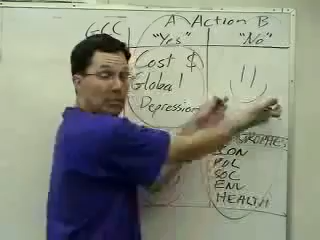 GCC
A Action B
"Yes" "No"
Cost $
Global
Depression
ECON
POL
SOC
ENV
HEALTH